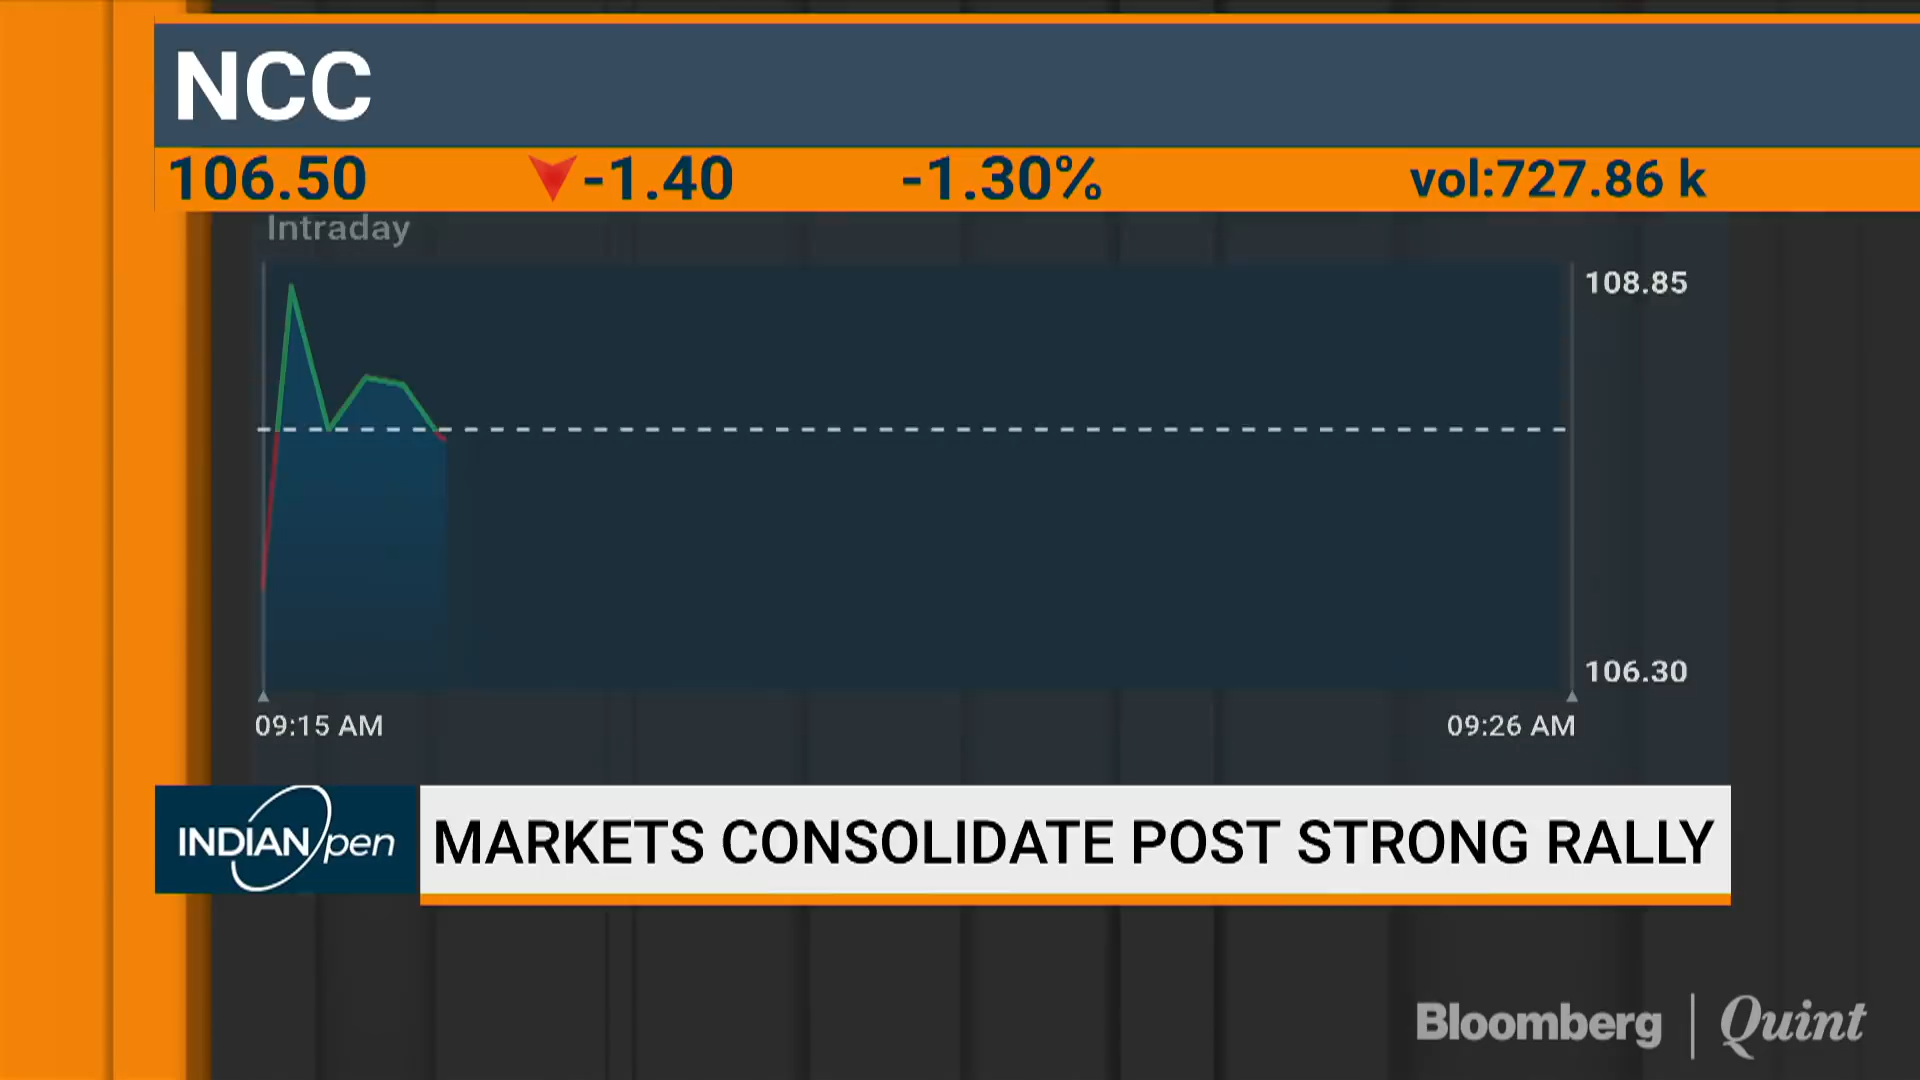 NCC
106.50 -1.40 -1.30% vol:727.86 k
Intraday
108.85
106.30
09:15 AM 09:26 AM
INDIAN Open MARKETS CONSOLIDATE POST STRONG RALLY
Bloomberg | Quint